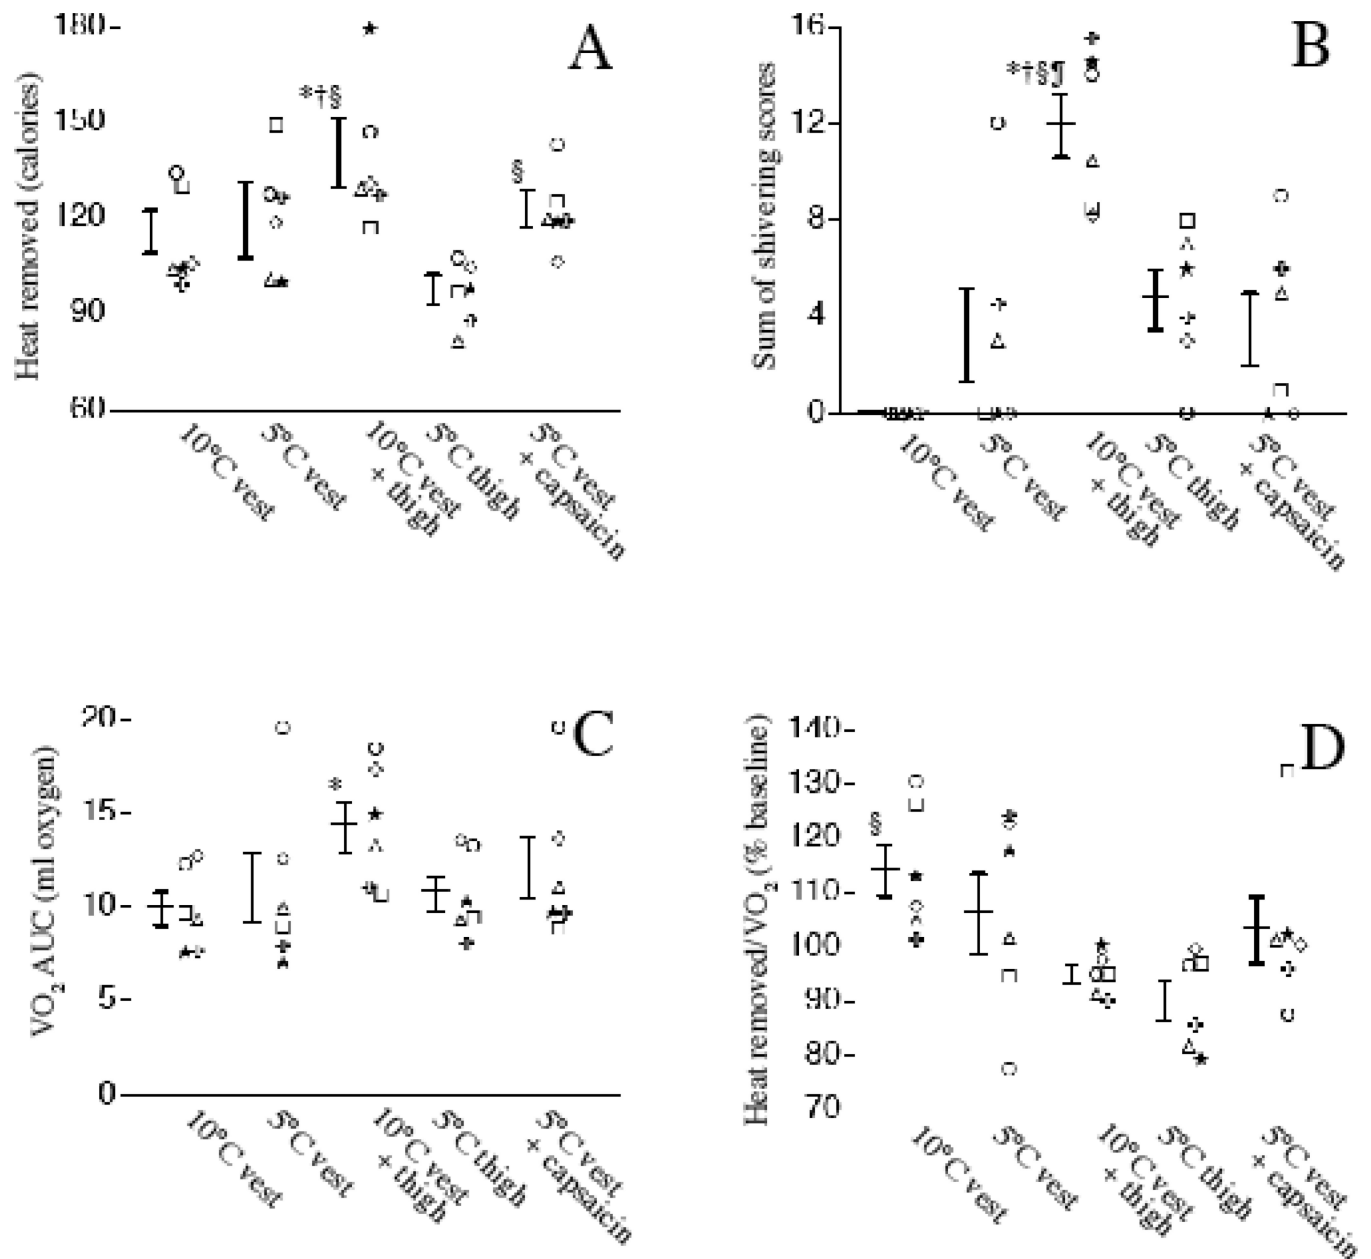 A
Heat removed (calories)
180
150
120
90
60
*†§
§
10°C vest
5°C vest
10°C vest
+ thigh
5°C thigh
5°C vest
+ capsaicin
B
Sum of shivering scores
16
12
8
4
0
*†§¶
10°C vest
5°C vest
10°C vest
+ thigh
5°C thigh
5°C vest
+ capsaicin
C
VO₂ AUC (ml oxygen)
20
15
10
5
0
*
10°C vest
5°C vest
10°C vest
+ thigh
5°C thigh
5°C vest
+ capsaicin
D
Heat removed/VO₂ (% baseline)
140
130
120
110
100
90
80
70
§
10°C vest
5°C vest
10°C vest
+ thigh
5°C thigh
5°C vest
+ capsaicin